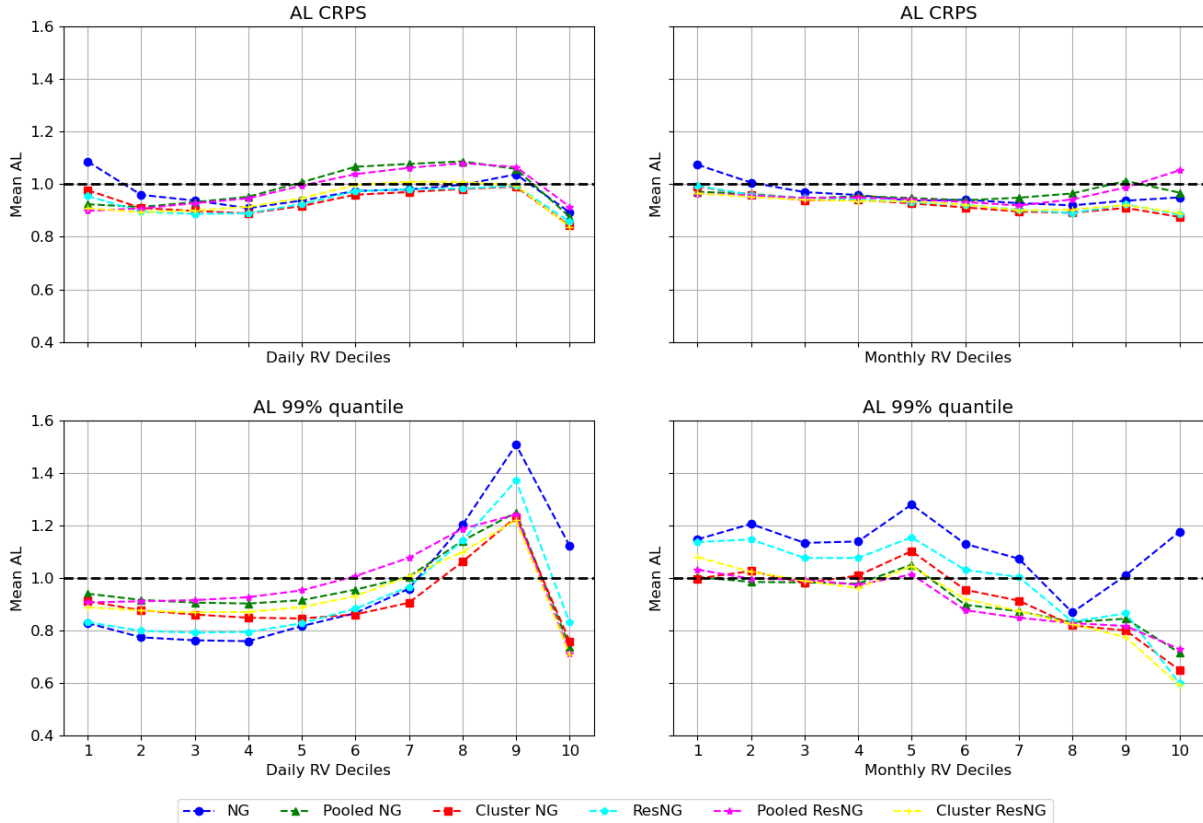 AL CRPS
1.6
1.4
1.2
1.0
0.8
0.6
0.4
Mean AL
Daily RV Deciles
AL CRPS
Mean AL
Monthly RV Deciles
AL 99% quantile
1.6
1.4
1.2
1.0
0.8
0.6
0.4
Mean AL
1 2 3 4 5 6 7 8 9 10
Daily RV Deciles
AL 99% quantile
Mean AL
1 2 3 4 5 6 7 8 9 10
Monthly RV Deciles
NG Pooled NG Cluster NG ResNG Pooled ResNG Cluster ResNG